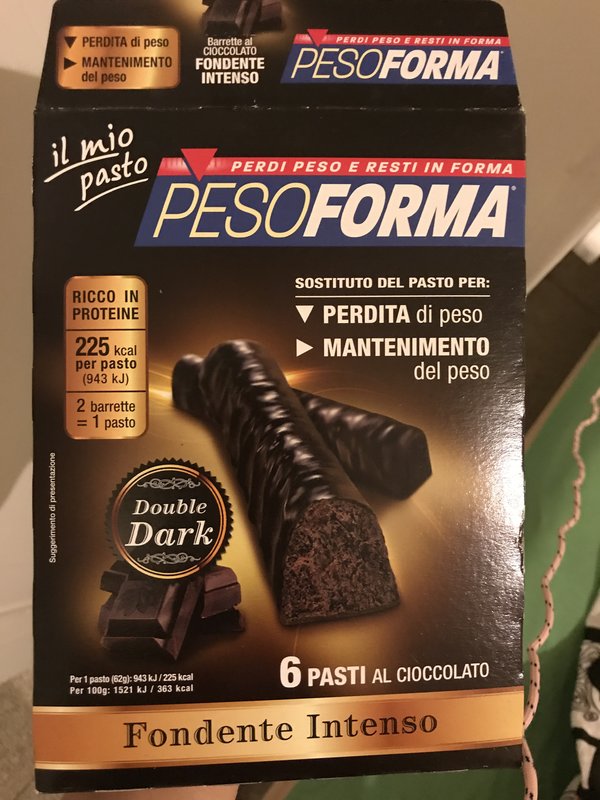 ▼ PERDITA di peso
► MANTENIMENTO
del peso
Barrette al
CIOCCOLATO
FONDENTE
INTENSO
PERDI PESO E RESTI IN FORMA
PESOFORMA®
il mio
pasto
PERDI PESO E RESTI IN FORMA
PESOFORMA®
RICCO IN
PROTEINE
225 kcal
per pasto
(943 kJ)
2 barrette
= 1 pasto
SOSTITUTO DEL PASTO PER:
▼ PERDITA di peso
► MANTENIMENTO
del peso
Suggerimento di presentazione
Double
Dark
6 PASTI AL CIOCCOLATO
Per 1 pasto (62g): 943 kJ / 225 kcal
Per 100g: 1521 kJ / 363 kcal
Fondente Intenso